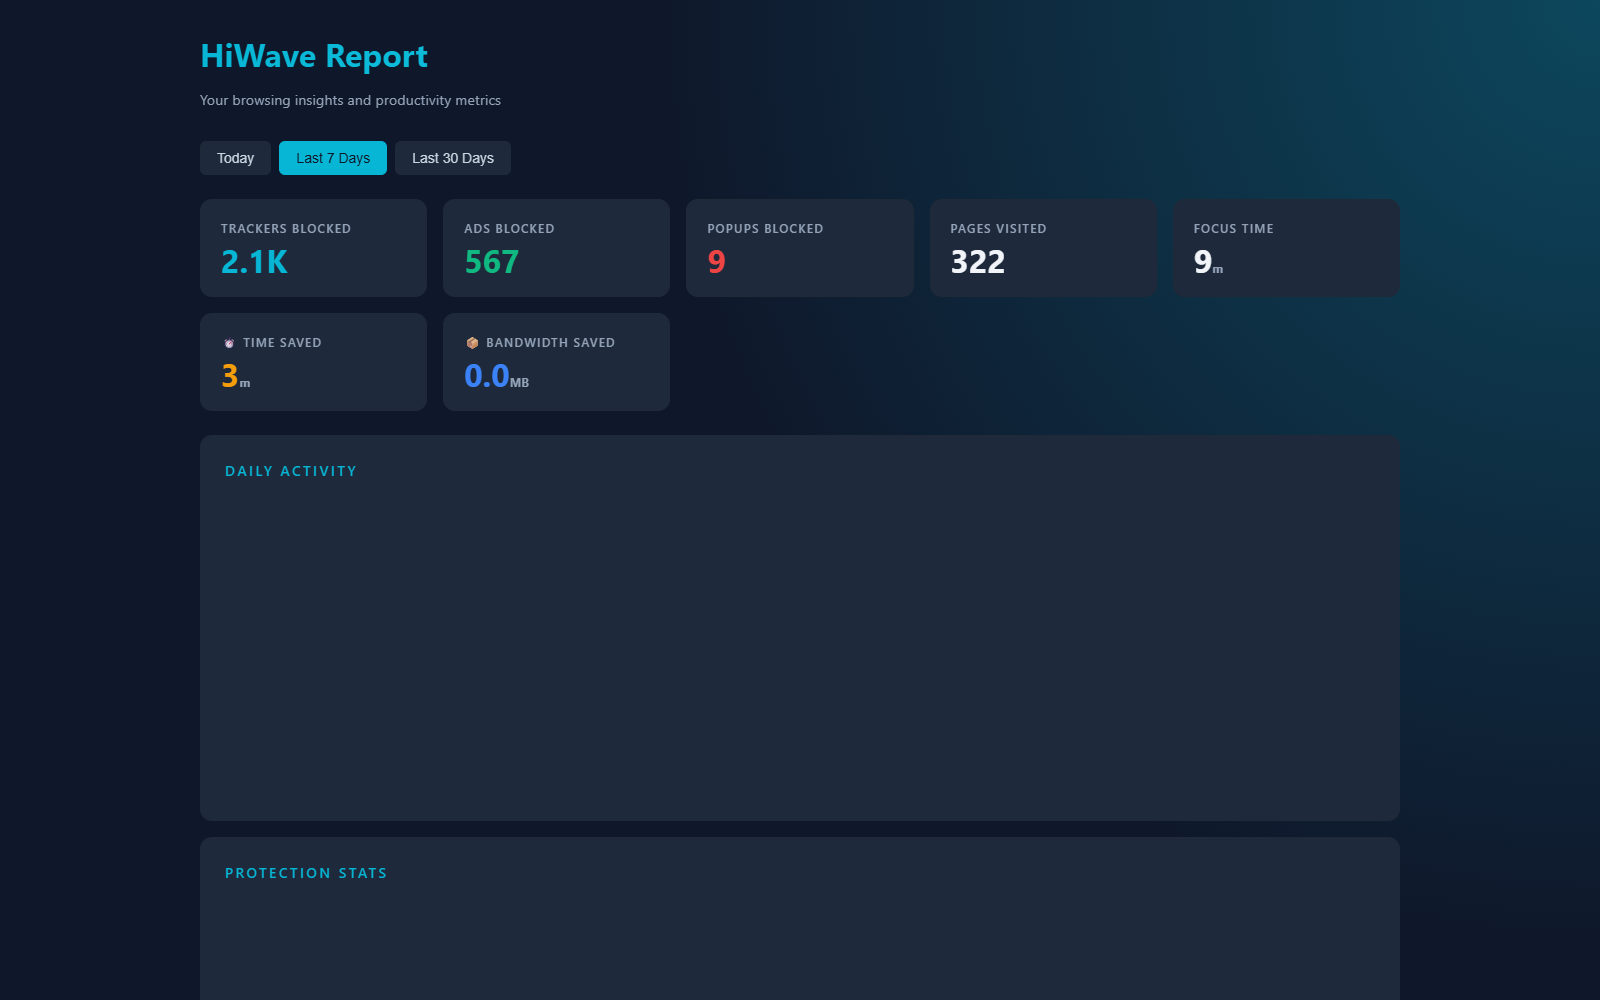 HiWave Report
Your browsing insights and productivity metrics
Today Last 7 Days Last 30 Days
TRACKERS BLOCKED
2.1K
ADS BLOCKED
567
POPUPS BLOCKED
9
PAGES VISITED
322
FOCUS TIME
9m
TIME SAVED
3m
BANDWIDTH SAVED
0.0MB
DAILY ACTIVITY
PROTECTION STATS